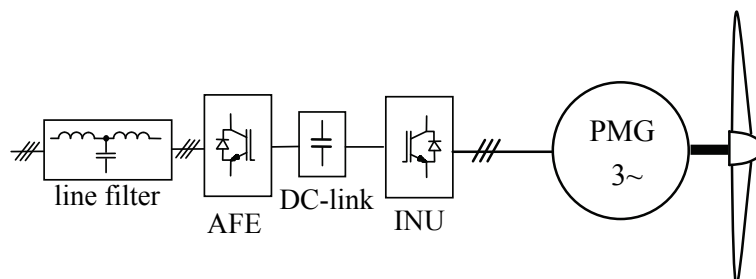 line filter
AFE
DC-link
INU
PMG
3~